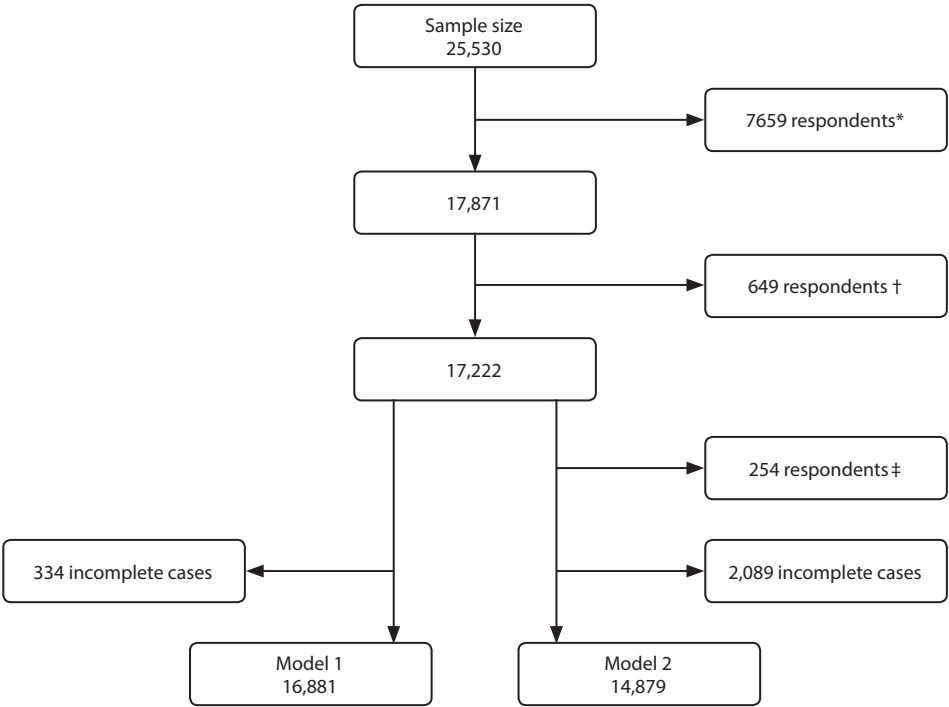 Sample size
25,530
7659 respondents*
17,871
649 respondents †
17,222
254 respondents ‡
334 incomplete cases
2,089 incomplete cases
Model 1
16,881
Model 2
14,879